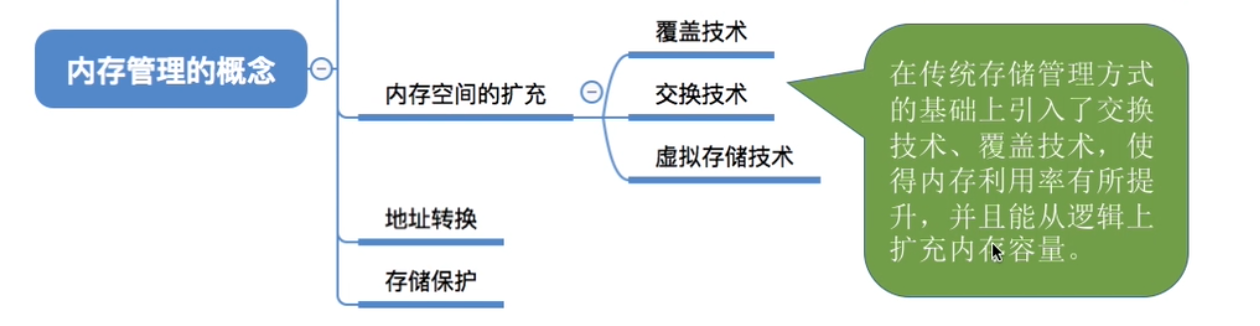 内存管理的概念
内存空间的扩充
覆盖技术
交换技术
虚拟存储技术
地址转换
存储保护
在传统存储管理方式
的基础上引入了交换
技术、覆盖技术，使
得内存利用率有所提
升，并且能从逻辑上
扩充内存容量。